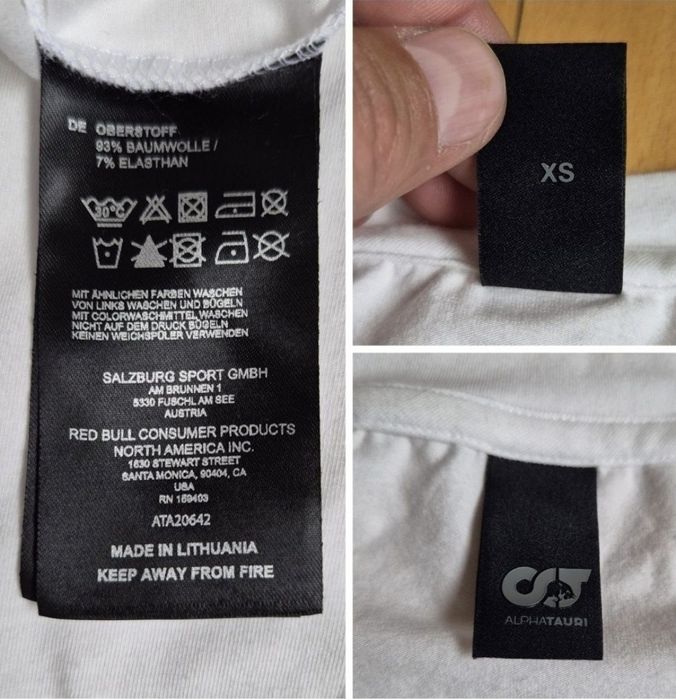 DE OBERSTOFF
93% BAUMWOLLE /
7% ELASTHAN
30°C
MIT ÄHNLICHEN FARBEN WASCHEN
VON LINKS WASCHEN UND BÜGELN
MIT COLORWASCHMITTEL WASCHEN
NICHT AUF DEM DRUCK BÜGELN
KEINEN WEICHSPÜLER VERWENDEN
SALZBURG SPORT GMBH
AM BRUNNEN 1
5330 FUSCHL AM SEE
AUSTRIA
RED BULL CONSUMER PRODUCTS
NORTH AMERICA INC.
1630 STEWART STREET
SANTA MONICA, 90404, CA
USA
RN 159403
ATA20642
MADE IN LITHUANIA
KEEP AWAY FROM FIRE
XS
ALPHATAURI